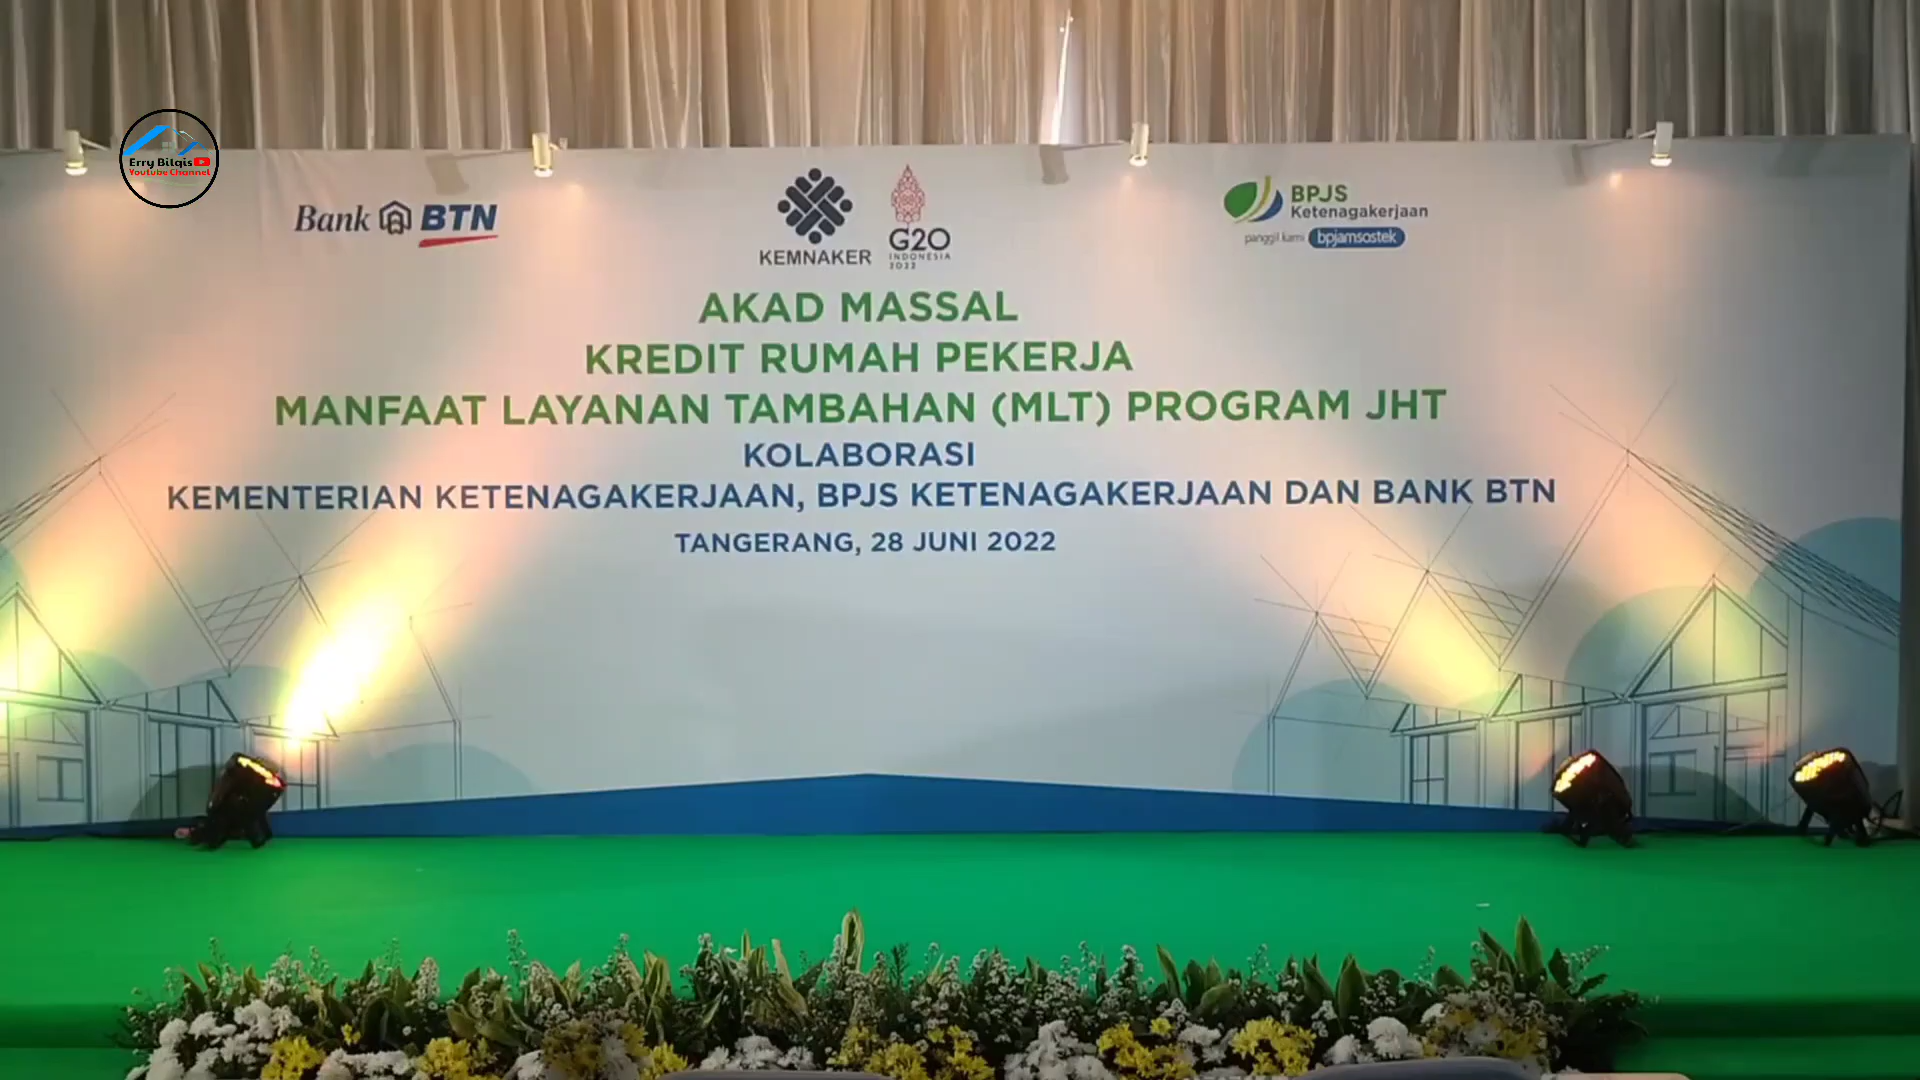 Erry Bilqis
Youtube Channel
Bank BTN
KEMNAKER
G20
INDONESIA
2022
BPJS
Ketenagakerjaan
panggil kami bpjamsostek
AKAD MASSAL
KREDIT RUMAH PEKERJA
MANFAAT LAYANAN TAMBAHAN (MLT) PROGRAM JHT
KOLABORASI
KEMENTERIAN KETENAGAKERJAAN, BPJS KETENAGAKERJAAN DAN BANK BTN
TANGERANG, 28 JUNI 2022